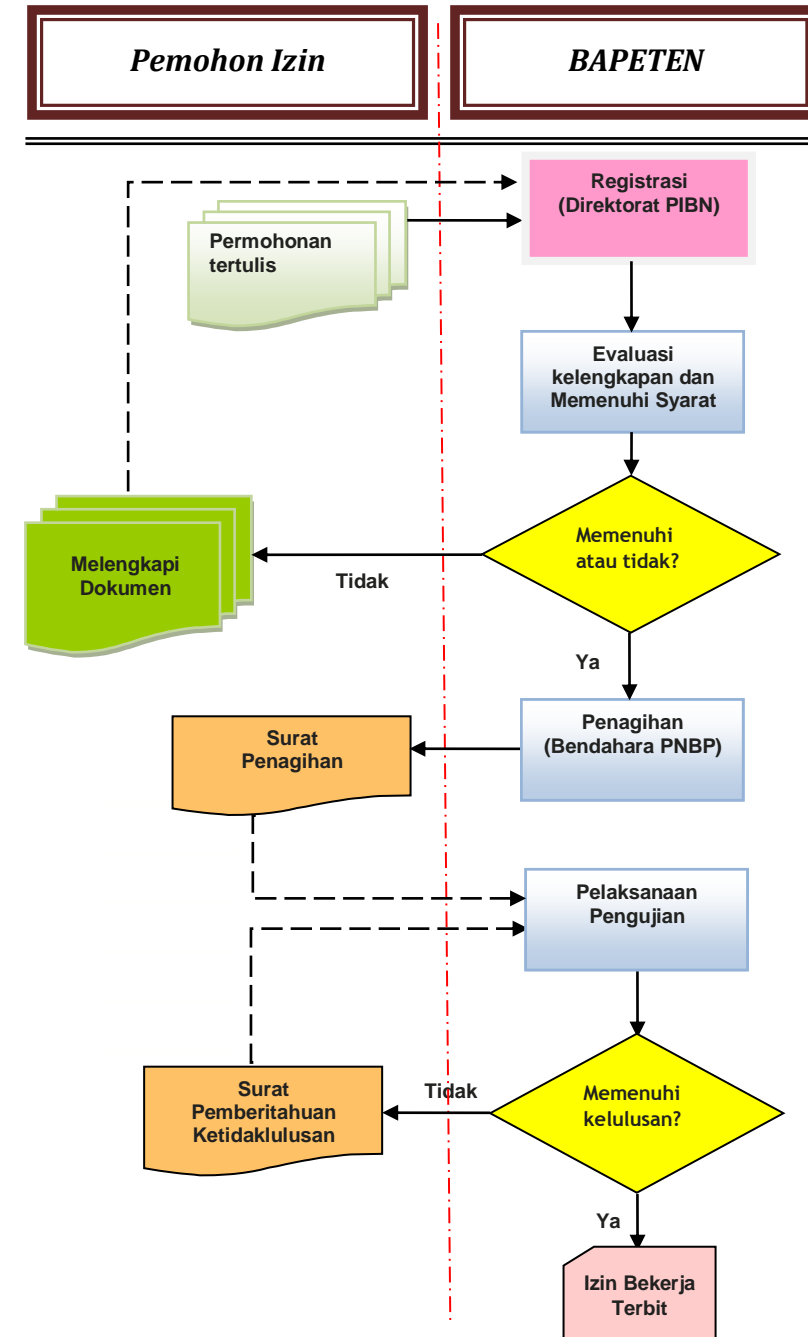 Pemohon Izin
BAPETEN
Registrasi
(Direktorat PIBN)
Permohonan
tertulis
Evaluasi
kelengkapan dan
Memenuhi Syarat
Memenuhi
atau tidak?
Tidak
Melengkapi
Dokumen
Ya
Penagihan
(Bendahara PNBP)
Surat
Penagihan
Pelaksanaan
Pengujian
Memenuhi
kelulusan?
Tidak
Surat
Pemberitahuan
Ketidaklulusan
Ya
Izin Bekerja
Terbit